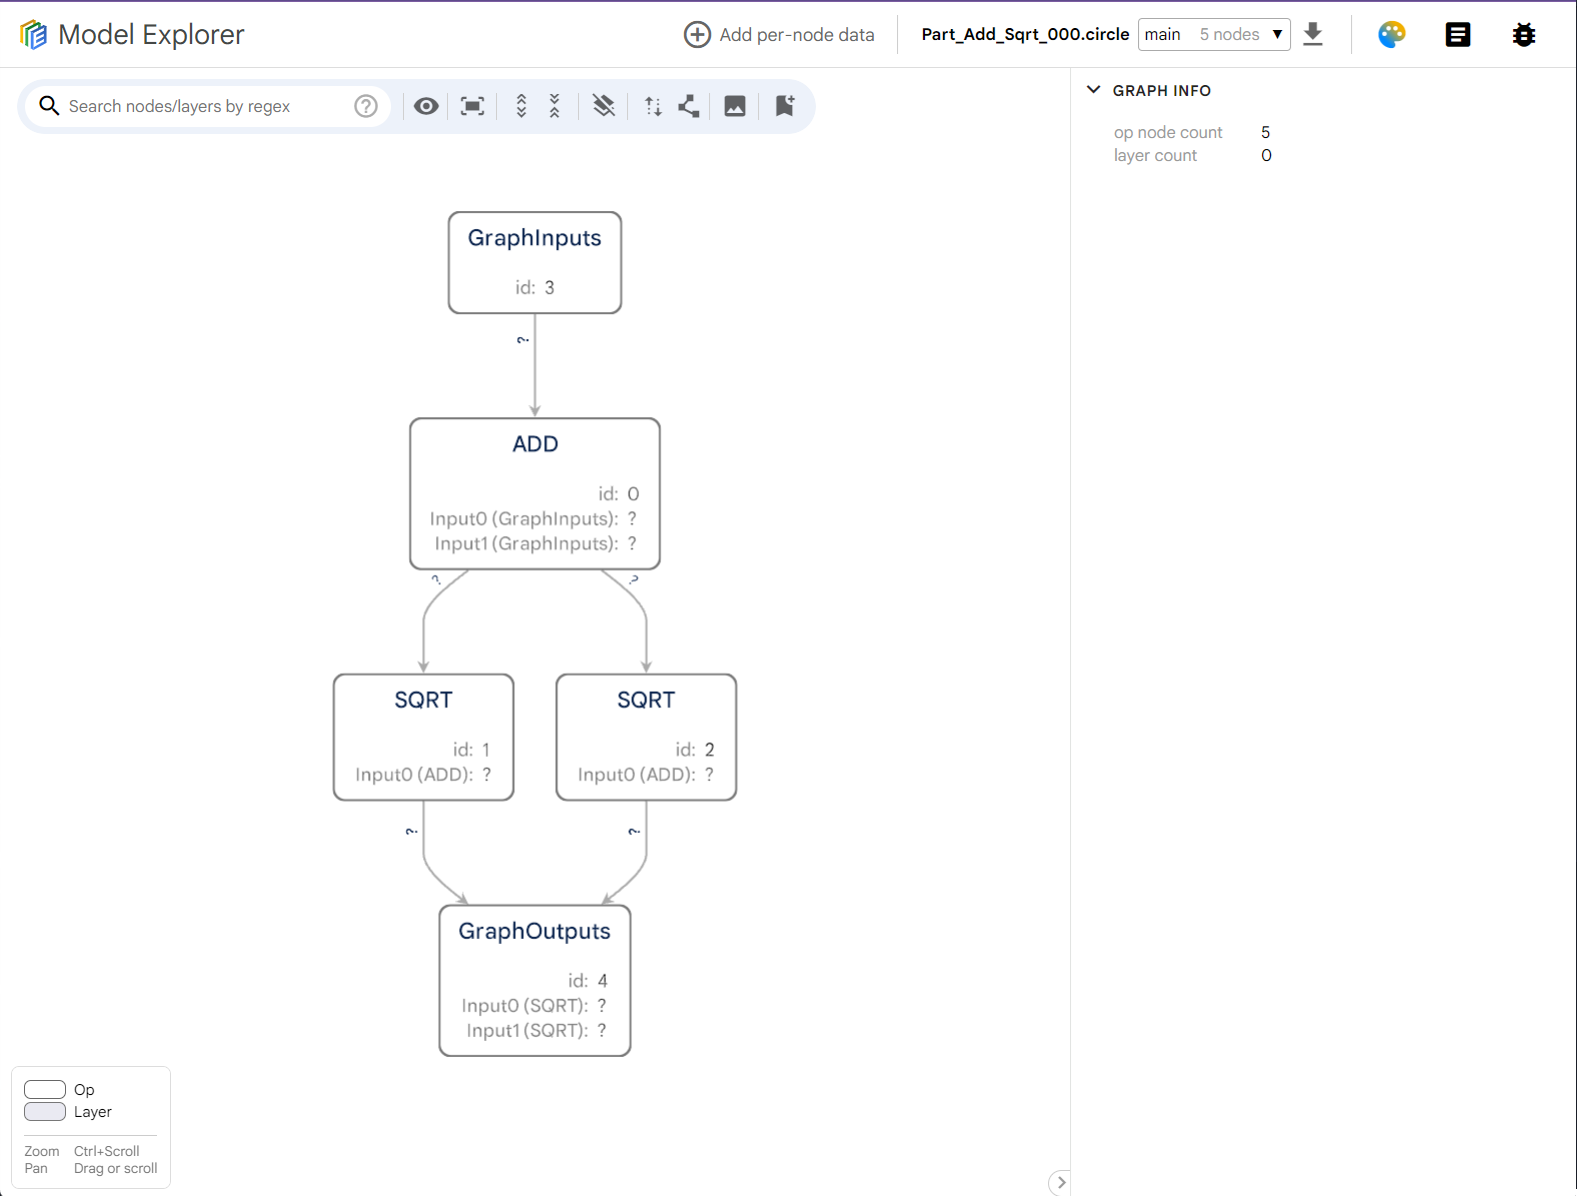 Model Explorer
Add per-node data
Part_Add_Sqrt_000.circle
main 5 nodes
Search nodes/layers by regex
GRAPH INFO
op node count 5
layer count 0
GraphInputs
id: 3
?
ADD
id: 0
Input0 (GraphInputs): ?
Input1 (GraphInputs): ?
?
?
SQRT
id: 1
Input0 (ADD): ?
SQRT
id: 2
Input0 (ADD): ?
?
?
GraphOutputs
id: 4
Input0 (SQRT): ?
Input1 (SQRT): ?
Op
Layer
Zoom Ctrl+Scroll
Pan Drag or scroll